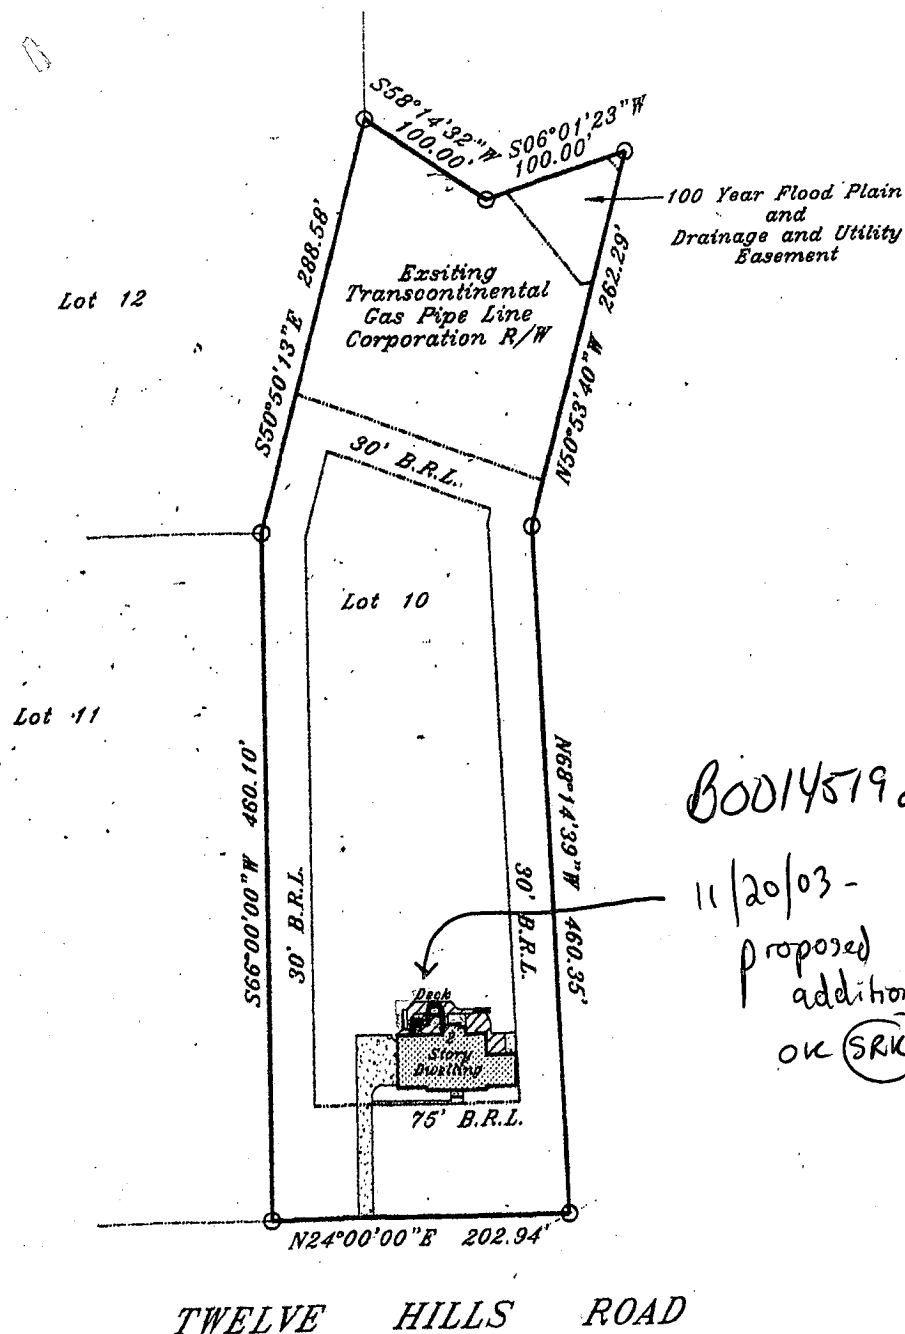 S58°14'32"W
100.00'
S06°01'23"W
100.00'
100 Year Flood Plain
and
Drainage and Utility
Easement
S50°50'13"E 288.58'
N50°53'40"W 262.29'
Lot 12
Exsiting
Transcontinental
Gas Pipe Line
Corporation R/W
30' B.R.L.
Lot 10
Lot 11
S66°00'00"W 460.10'
30' B.R.L.
30' B.R.L.
N68°14'39"W 460.35'
B0014519
11/20/03 -
proposed
addition
OK SRK
Deck
2
Story
Dwelling
75' B.R.L.
N24°00'00"E 202.94'
TWELVE HILLS ROAD